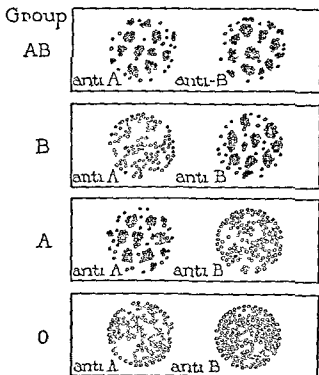 Group
AB
anti A anti-B
B
anti A anti B
A
anti A anti B
O
anti A anti B